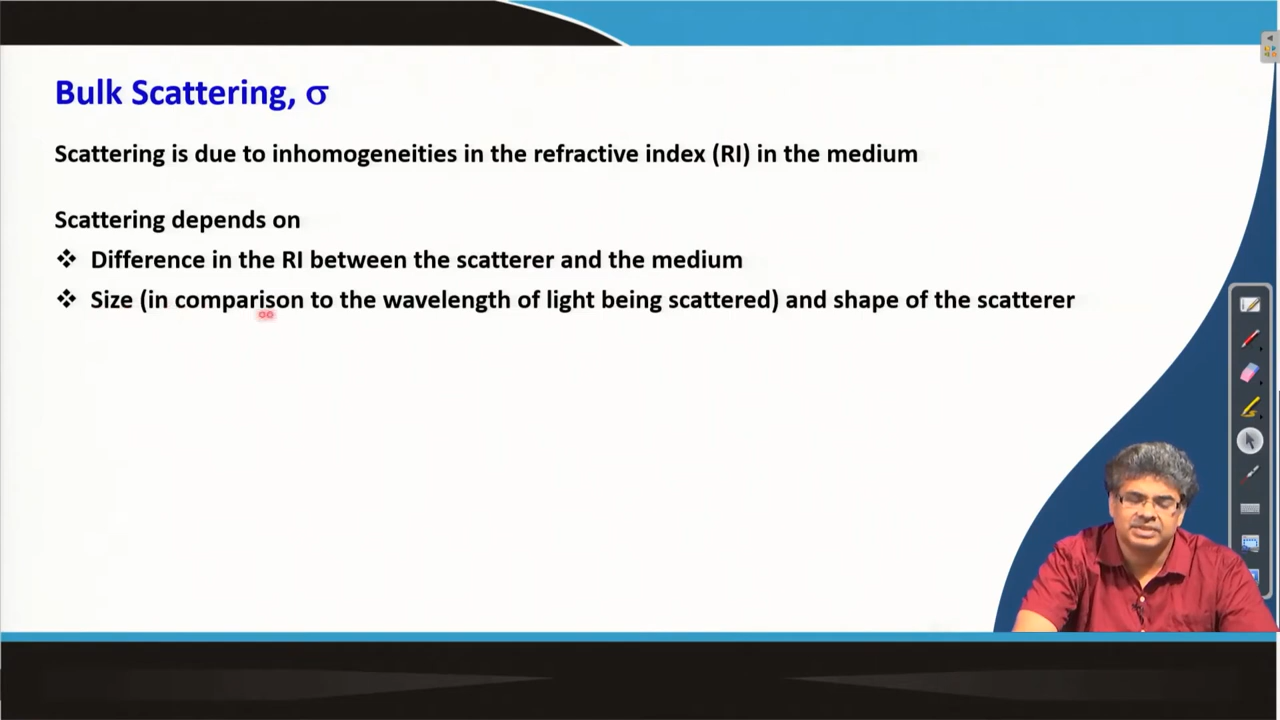 Bulk Scattering, σ
Scattering is due to inhomogeneities in the refractive index (RI) in the medium
Scattering depends on
❖ Difference in the RI between the scatterer and the medium
❖ Size (in comparison to the wavelength of light being scattered) and shape of the scatterer